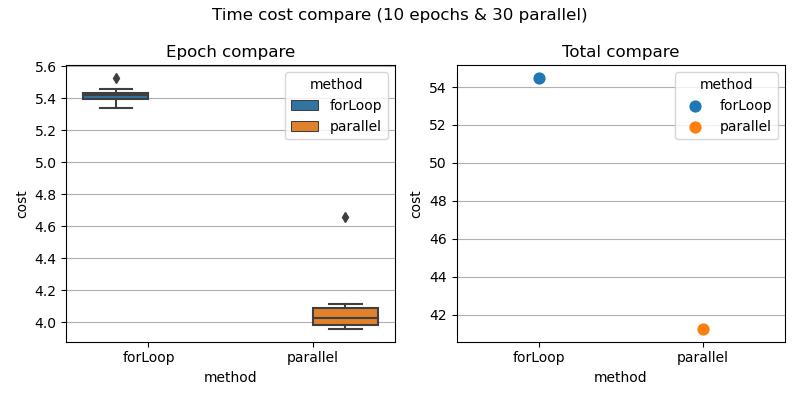 Time cost compare (10 epochs & 30 parallel)
Epoch compare
cost
5.6
5.4
5.2
5.0
4.8
4.6
4.4
4.2
4.0
method
forLoop
parallel
forLoop
parallel
method
Total compare
cost
54
52
50
48
46
44
42
method
forLoop
parallel
forLoop
parallel
method